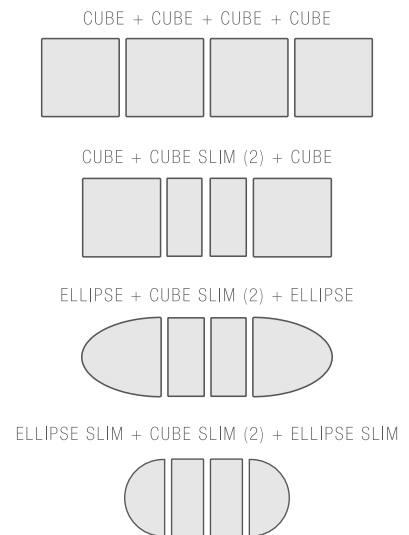 CUBE + CUBE + CUBE + CUBE
CUBE + CUBE SLIM (2) + CUBE
ELLIPSE + CUBE SLIM (2) + ELLIPSE
ELLIPSE SLIM + CUBE SLIM (2) + ELLIPSE SLIM